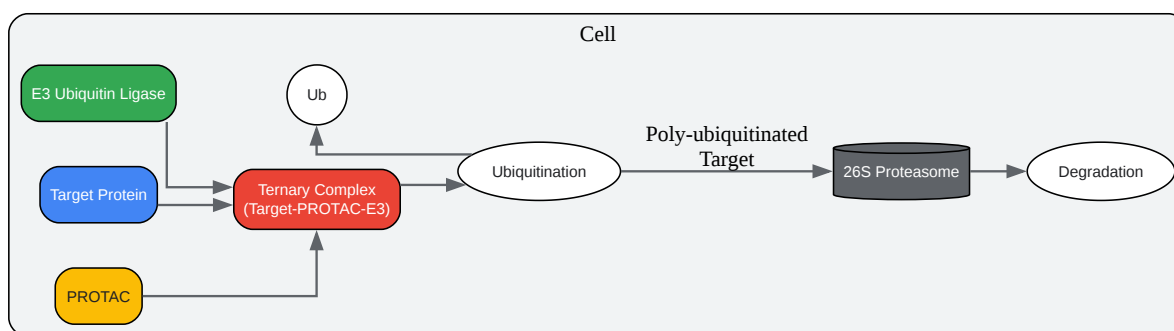 Cell
E3 Ubiquitin Ligase
Ub
Target Protein
Ternary Complex
(Target-PROTAC-E3)
PROTAC
Ubiquitination
Poly-ubiquitinated
Target
26S Proteasome
Degradation